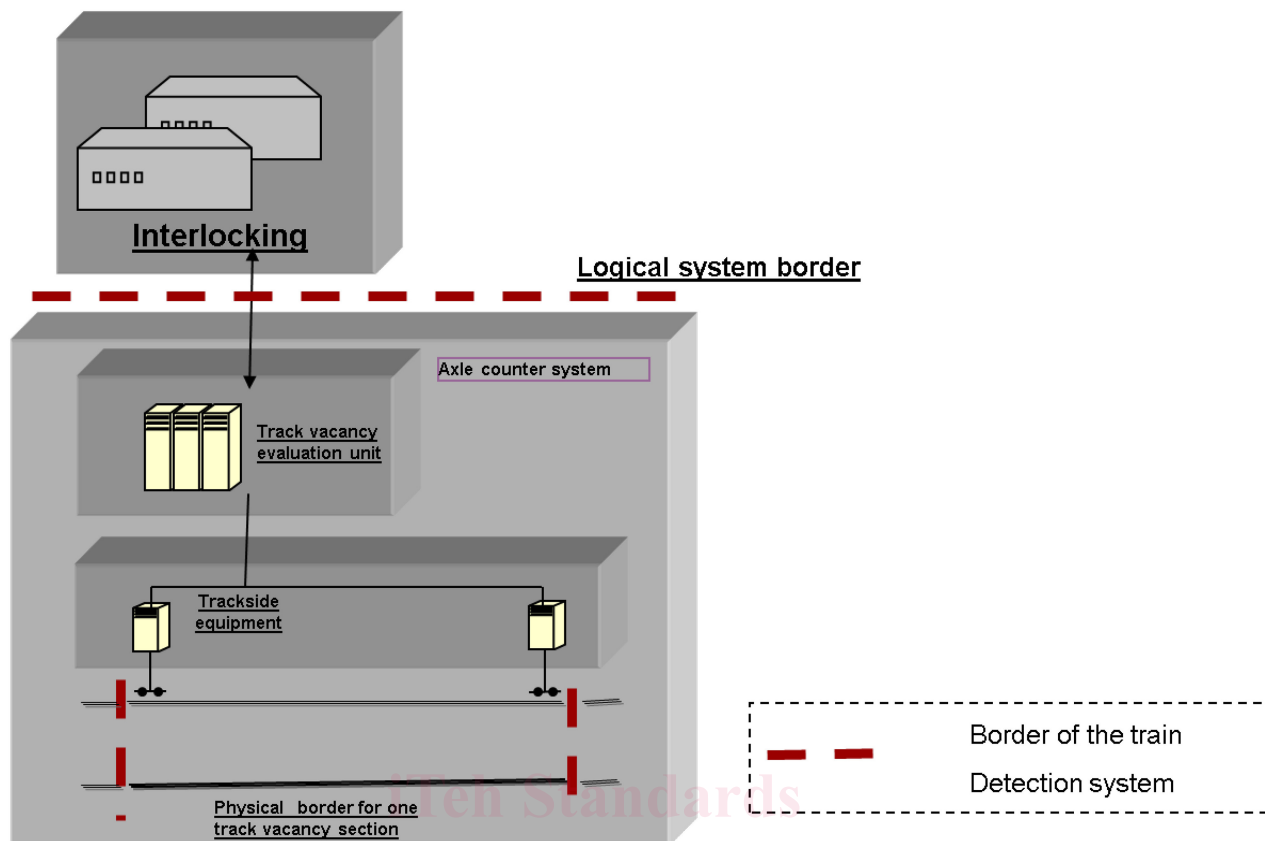 Interlocking
Logical system border
Axle counter system
Track vacancy
evaluation unit
Trackside
equipment
Border of the train
Detection system
iTeh Standards
Physical border for one
track vacancy section